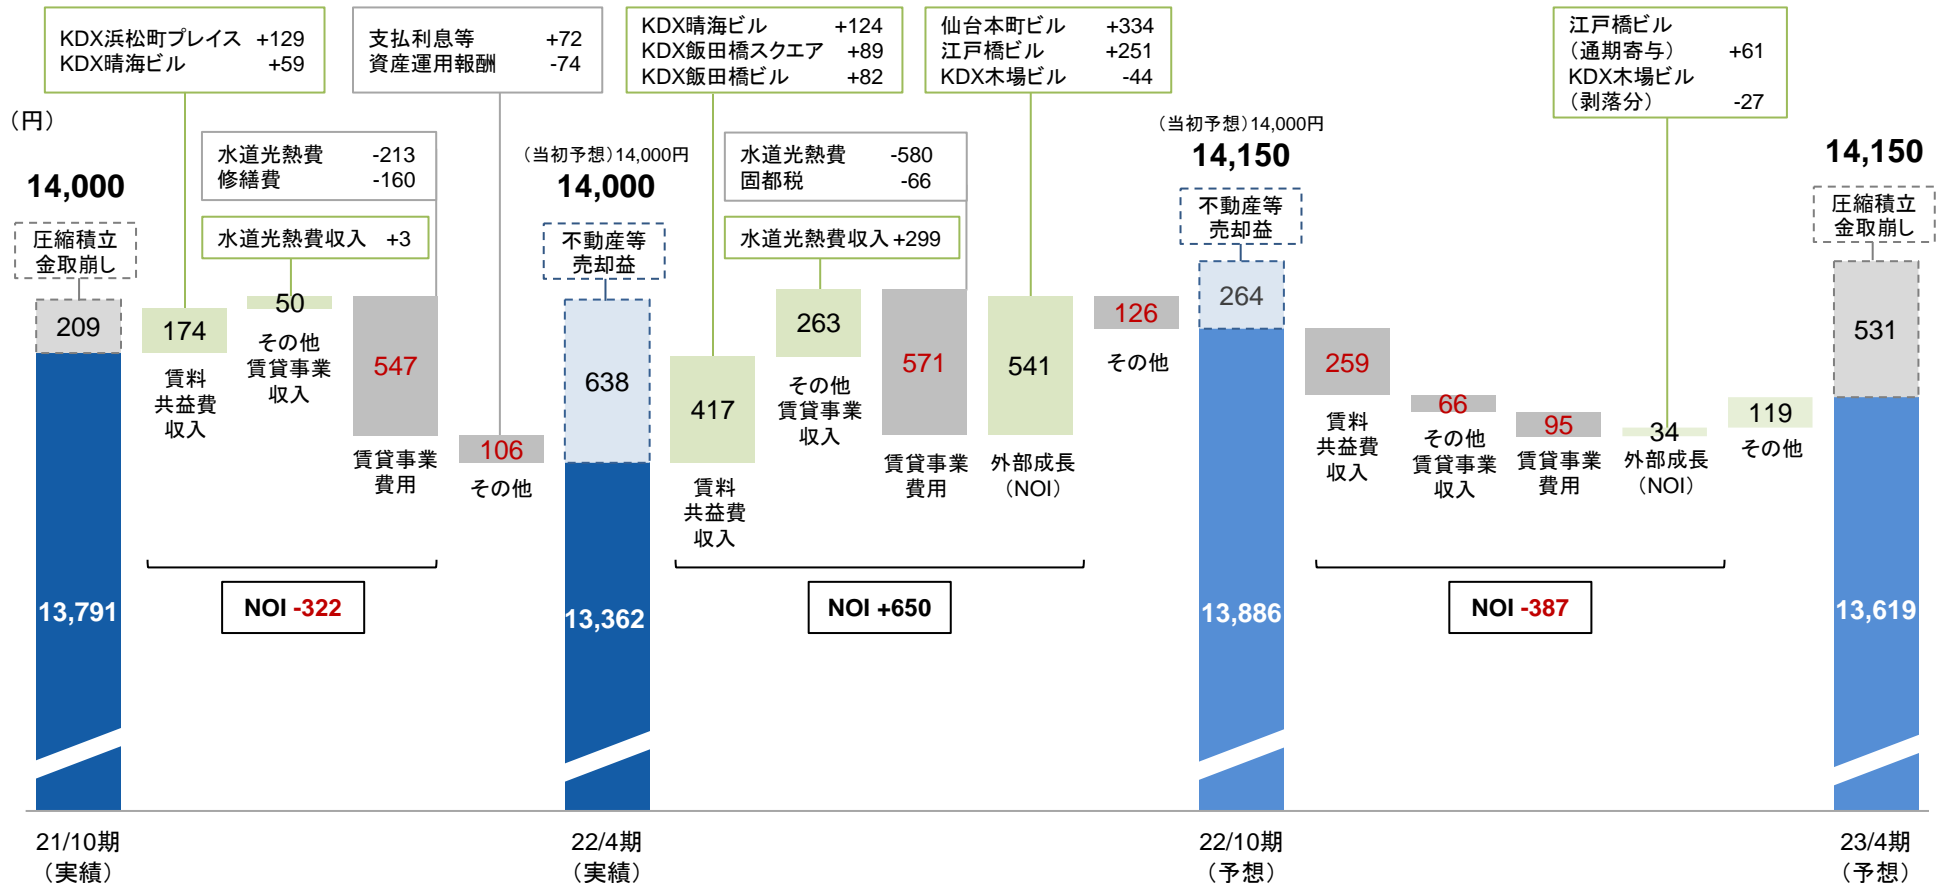 KDX浜松町プレイス +129
KDX晴海ビル +59
支払利息等 +72
資産運用報酬 -74
KDX晴海ビル +124
KDX飯田橋スクエア +89
KDX飯田橋ビル +82
仙台本町ビル +334
江戸橋ビル +251
KDX木場ビル -44
江戸橋ビル
（通期寄与） +61
KDX木場ビル
（剥落分） -27
（円）
水道光熱費 -213
修繕費 -160
水道光熱費収入 +3
水道光熱費 -580
固都税 -66
水道光熱費収入 +299
14,000
圧縮積立
金取崩し
209
13,791
174
賃料
共益費
収入
50
その他
賃貸事業
収入
547
賃貸事業
費用
106
その他
NOI -322
（当初予想）14,000円
14,000
不動産等
売却益
638
13,362
417
賃料
共益費
収入
263
その他
賃貸事業
収入
571
賃貸事業
費用
541
外部成長
（NOI）
126
その他
NOI +650
（当初予想）14,000円
14,150
不動産等
売却益
264
13,886
259
賃料
共益費
収入
66
その他
賃貸事業
収入
95
賃貸事業
費用
34
外部成長
（NOI）
119
その他
NOI -387
14,150
圧縮積立
金取崩し
531
13,619
21/10期
（実績）
22/4期
（実績）
22/10期
（予想）
23/4期
（予想）